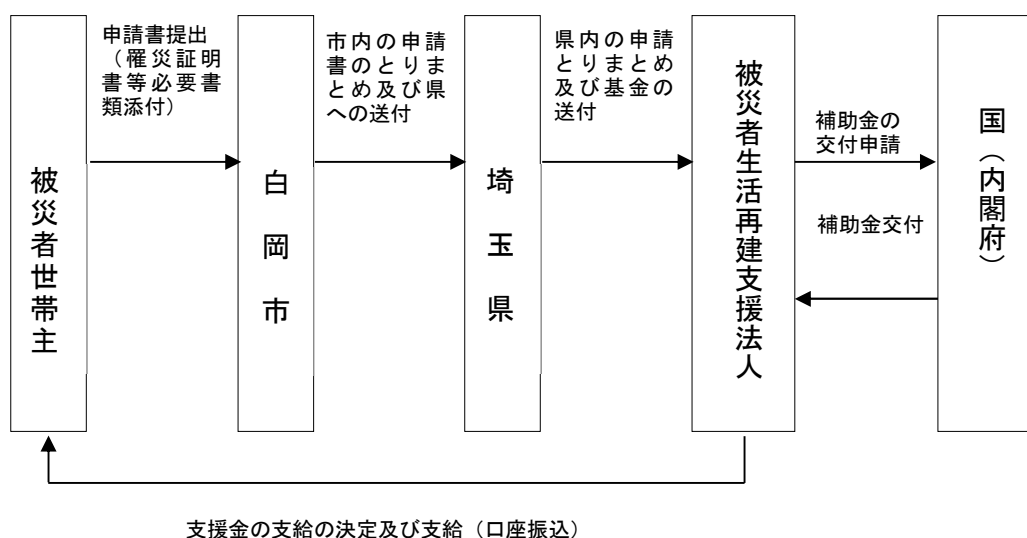 申請書提出
（罹災証明
書等必要書
類添付）
市内の申請
書のとりま
とめ及び県
への送付
県内の申請
とりまとめ
及び基金の
送付
補助金の
交付申請
補助金交付
被災者世帯主
白岡市
埼玉県
被災者生活再建支援法人
国（内閣府）
支援金の支給の決定及び支給（口座振込）